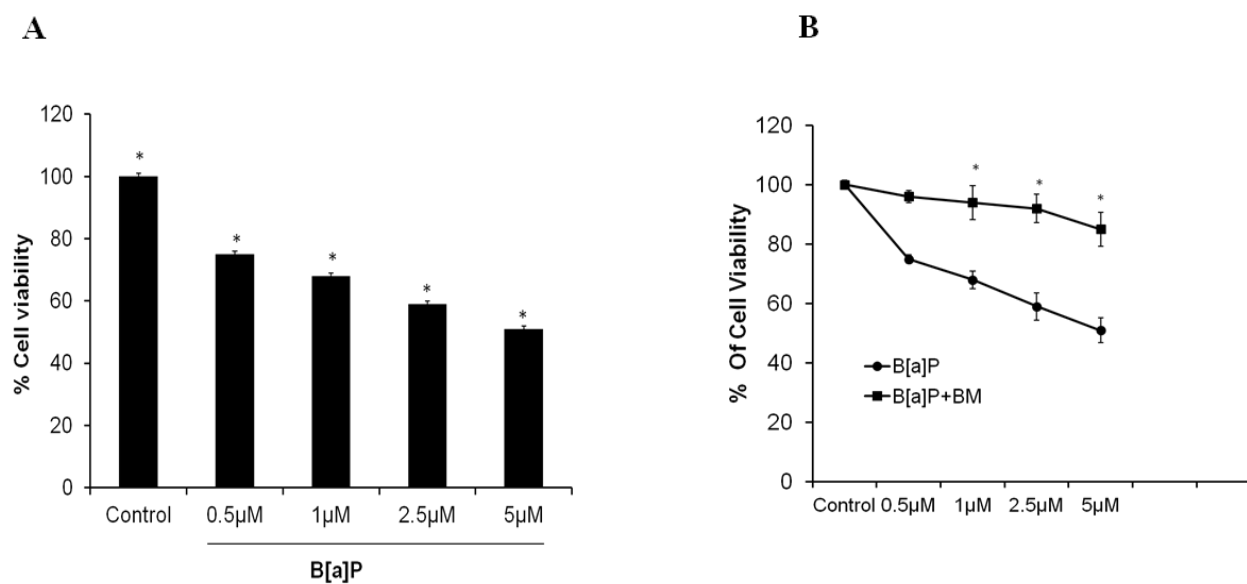 A
% Cell viability
120
100
80
60
40
20
0
*
*
*
*
*
Control 0.5µM 1µM 2.5µM 5µM
B[a]P
B
% Of Cell Viability
120
100
80
60
40
20
0
*
*
*
B[a]P
B[a]P+BM
Control 0.5µM 1µM 2.5µM 5µM